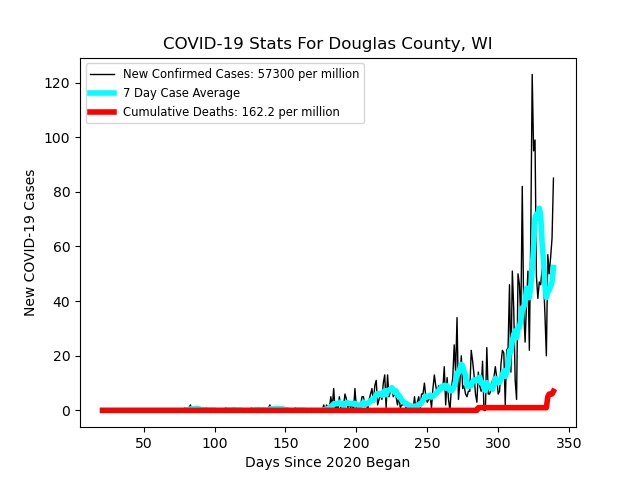 COVID-19 Stats For Douglas County, WI
New Confirmed Cases: 57300 per million
7 Day Case Average
Cumulative Deaths: 162.2 per million
120
100
80
60
40
20
0
New COVID-19 Cases
50 100 150 200 250 300 350
Days Since 2020 Began